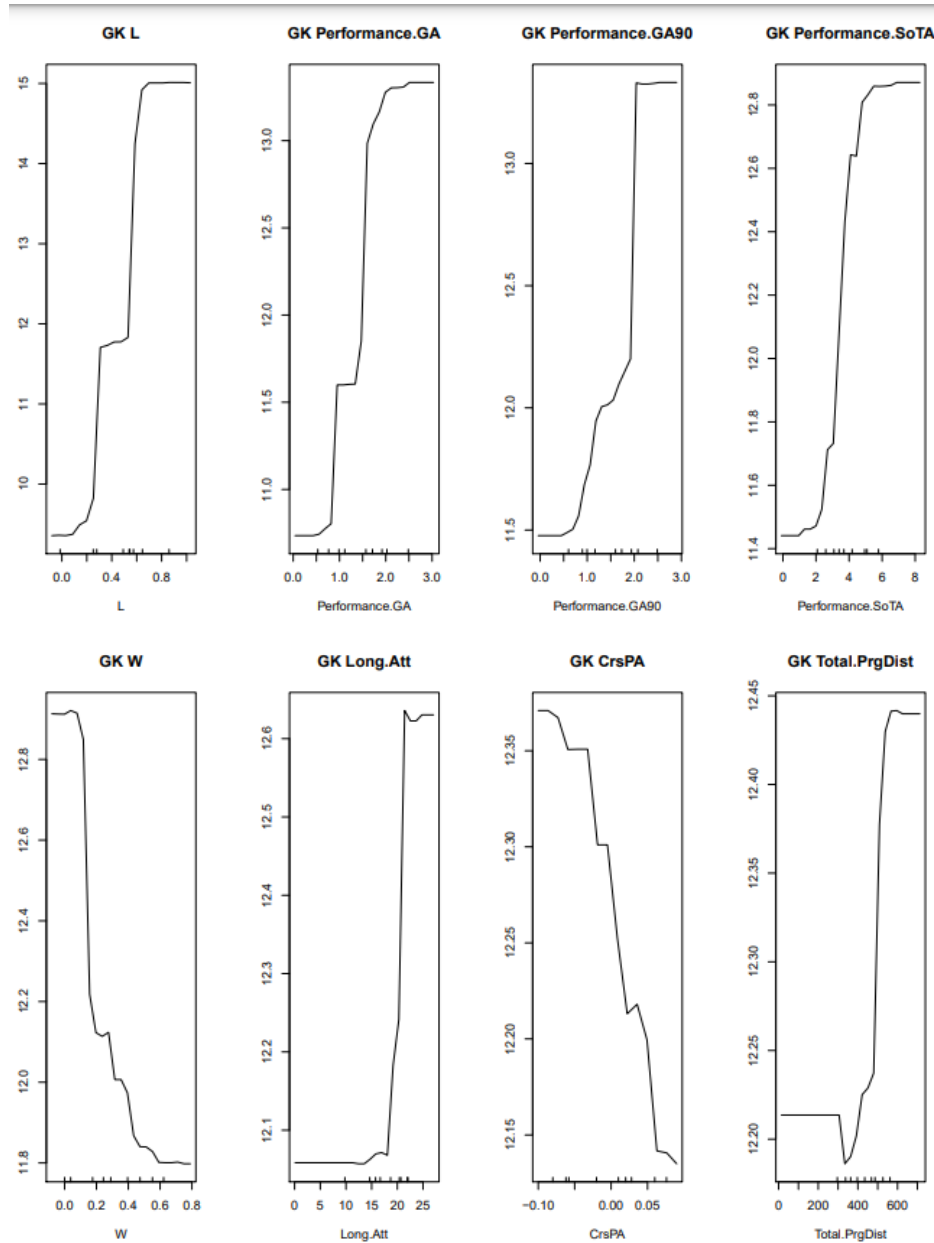 GK L
15
14
13
12
11
10
0.0 0.4 0.8
L
GK Performance.GA
13.0
12.5
12.0
11.5
11.0
0.0 1.0 2.0 3.0
Performance.GA
GK Performance.GA90
13.0
12.5
12.0
11.5
0.0 1.0 2.0 3.0
Performance.GA90
GK Performance.SoTA
12.8
12.6
12.4
12.2
12.0
11.8
11.6
11.4
0 2 4 6 8
Performance.SoTA
GK W
12.8
12.6
12.4
12.2
12.0
11.8
0.0 0.2 0.4 0.6 0.8
W
GK Long.Att
12.6
12.5
12.4
12.3
12.2
12.1
0 5 10 15 20 25
Long.Att
GK CrsPA
12.35
12.30
12.25
12.20
12.15
−0.10 0.00 0.05
CrsPA
GK Total.PrgDist
12.45
12.40
12.35
12.30
12.25
12.20
0 200 400 600
Total.PrgDist